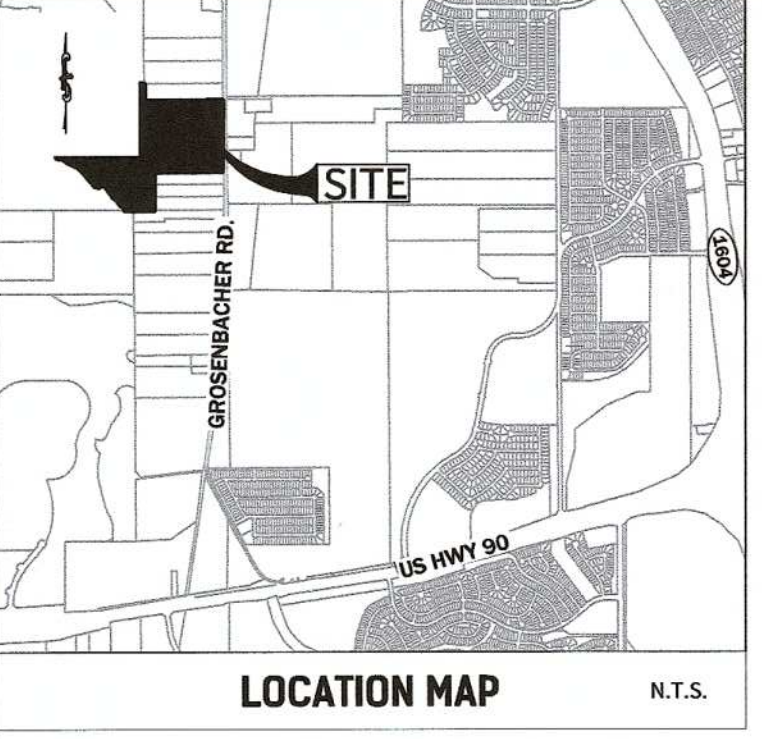 SITE
1604
GROSENBACHER RD.
US HWY 90
LOCATION MAP
N.T.S.